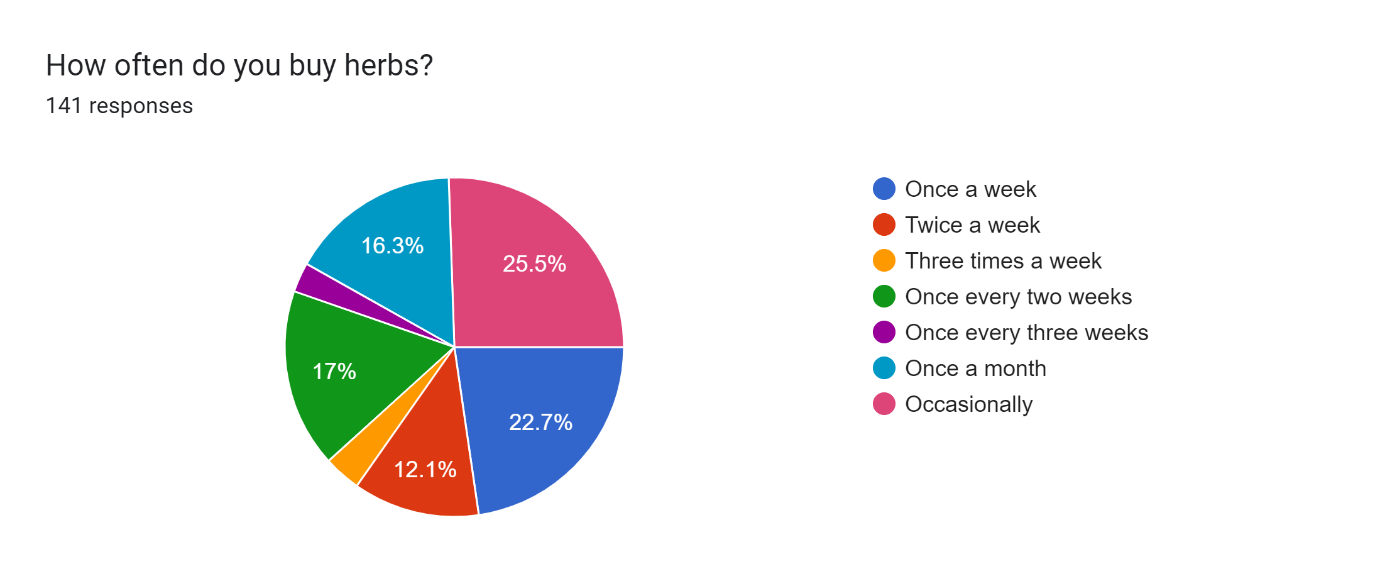 How often do you buy herbs?
141 responses
16.3%
25.5%
17%
22.7%
12.1%
Once a week
Twice a week
Three times a week
Once every two weeks
Once every three weeks
Once a month
Occasionally